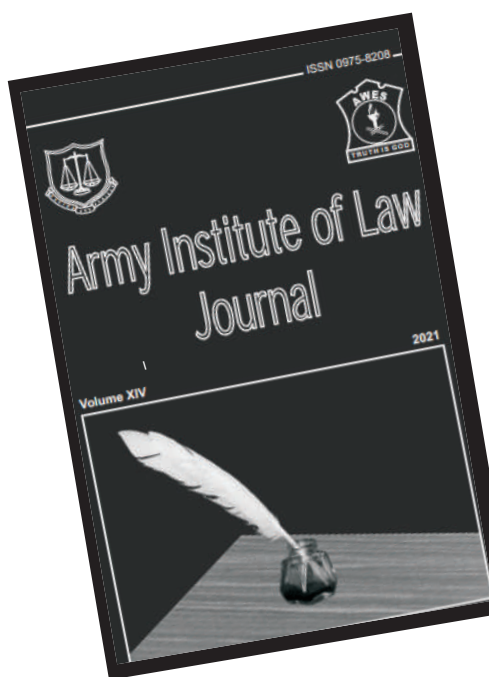 ISSN 0975-8208
AWES
TRUTH IS GOD
Army Institute of Law
Journal
Volume XIV
2021